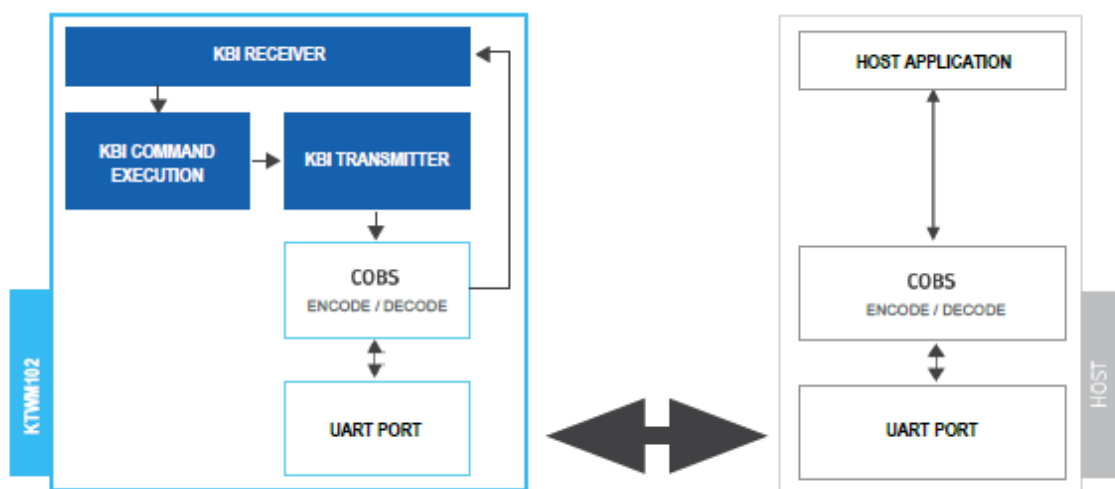 KBI RECEIVER
KBI COMMAND
EXECUTION
KBI TRANSMITTER
COBS
ENCODE / DECODE
UART PORT
KTWM102
HOST APPLICATION
COBS
ENCODE / DECODE
UART PORT
HOST